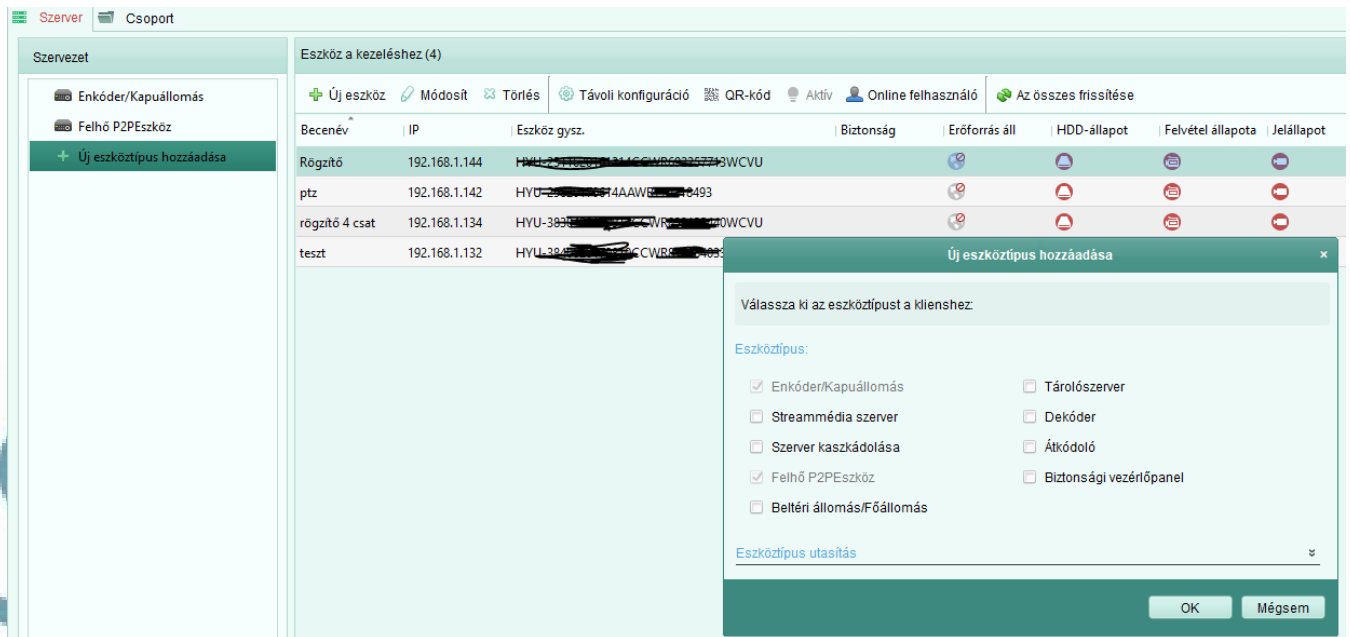 Szerver Csoport
Szervezet
Enkóder/Kapuállomás
Felhő P2PEszköz
Új eszköztípus hozzáadása
Eszköz a kezeléshez (4)
Új eszköz Módosít Törlés Távoli konfiguráció QR-kód Aktív Online felhasználó Az összes frissítése
Becenév IP Eszköz gysz. Biztonság Erőforrás áll HDD-állapot Felvétel állapota Jelállapot
Rögzítő 192.168.1.144
ptz 192.168.1.142
rögzítő 4 csat 192.168.1.134
teszt 192.168.1.132
Új eszköztípus hozzáadása x
Válassza ki az eszköztípust a klienshez:
Eszköztípus:
Enkóder/Kapuállomás Tárolószerver
Streammédia szerver Dekóder
Szerver kaszkádolása Átkódoló
Felhő P2PEszköz Biztonsági vezérlőpanel
Beltéri állomás/Főállomás
Eszköztípus utasítás
OK Mégsem